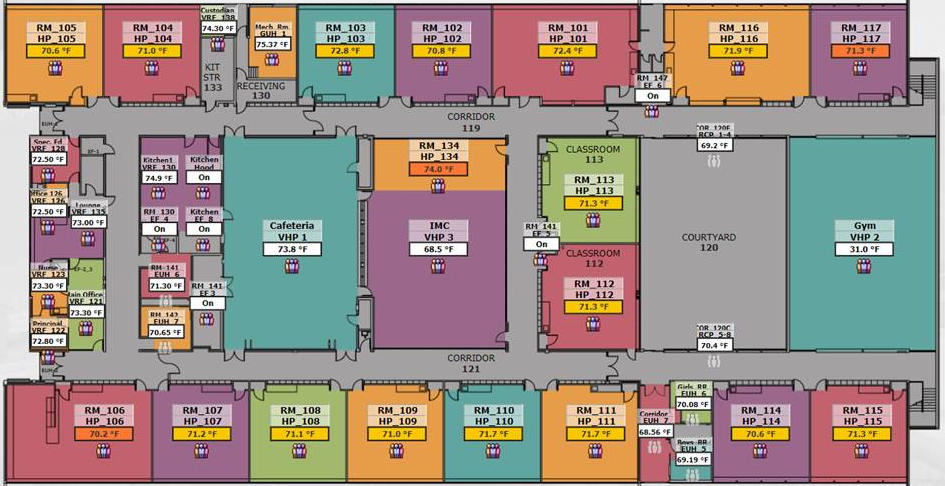 RM_105
HP_105
70.6 °F
RM_104
HP_104
71.0 °F
Custodian
VRF_138
74.30 °F
KIT
STR
133
Mech_Rm
GUH_1
75.37 °F
RECEIVING
130
RM_103
HP_103
72.8 °F
RM_102
HP_102
70.8 °F
RM_101
HP_101
72.4 °F
RM_147
EF_6
On
RM_116
HP_116
71.9 °F
RM_117
HP_117
71.3 °F
CORRIDOR
119
Spec. Ed
VRF_128
72.50 °F
Office 126
VRF_126
72.50 °F
Lounge
VRF_135
73.00 °F
Nurse
VRF_123
73.30 °F
Main Office
VRF_121
73.30 °F
Principal
VRF_122
72.80 °F
Kitchen1
VRF_130
74.9 °F
Kitchen
Hood
On
RM_130
EF_4
On
Kitchen
EF_8
On
RM_141
EUH_6
71.30 °F
RM_141
EF_3
On
RM_142
EUH_7
70.65 °F
Cafeteria
VHP 1
73.8 °F
RM_134
HP_134
74.0 °F
IMC
VHP 3
68.5 °F
RM_141
EF_5
On
CLASSROOM
113
RM_113
HP_113
71.3 °F
CLASSROOM
112
RM_112
HP_112
71.3 °F
COR_120E
RCP_1-4
69.2 °F
COURTYARD
120
COR_120C
RCP_5-8
70.4 °F
Gym
VHP 2
31.0 °F
CORRIDOR
121
RM_106
HP_106
70.2 °F
RM_107
HP_107
71.2 °F
RM_108
HP_108
71.1 °F
RM_109
HP_109
71.0 °F
RM_110
HP_110
71.7 °F
RM_111
HP_111
71.7 °F
Corridor
EUH_7
68.56 °F
Girls_RR
EUH_6
70.08 °F
Boys_RR
EUH_5
69.19 °F
RM_114
HP_114
70.6 °F
RM_115
HP_115
71.3 °F